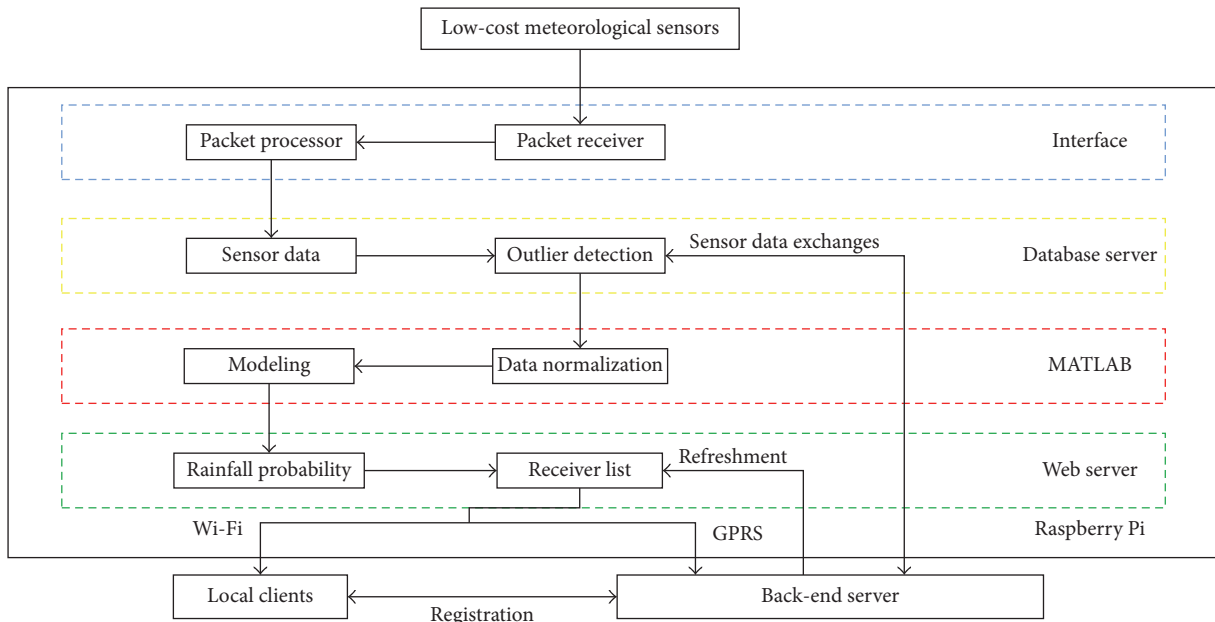 Low-cost meteorological sensors
Packet processor
Packet receiver
Interface
Sensor data
Outlier detection
Sensor data exchanges
Database server
Modeling
Data normalization
MATLAB
Rainfall probability
Receiver list
Refreshment
Web server
Wi-Fi
GPRS
Raspberry Pi
Local clients
Registration
Back-end server